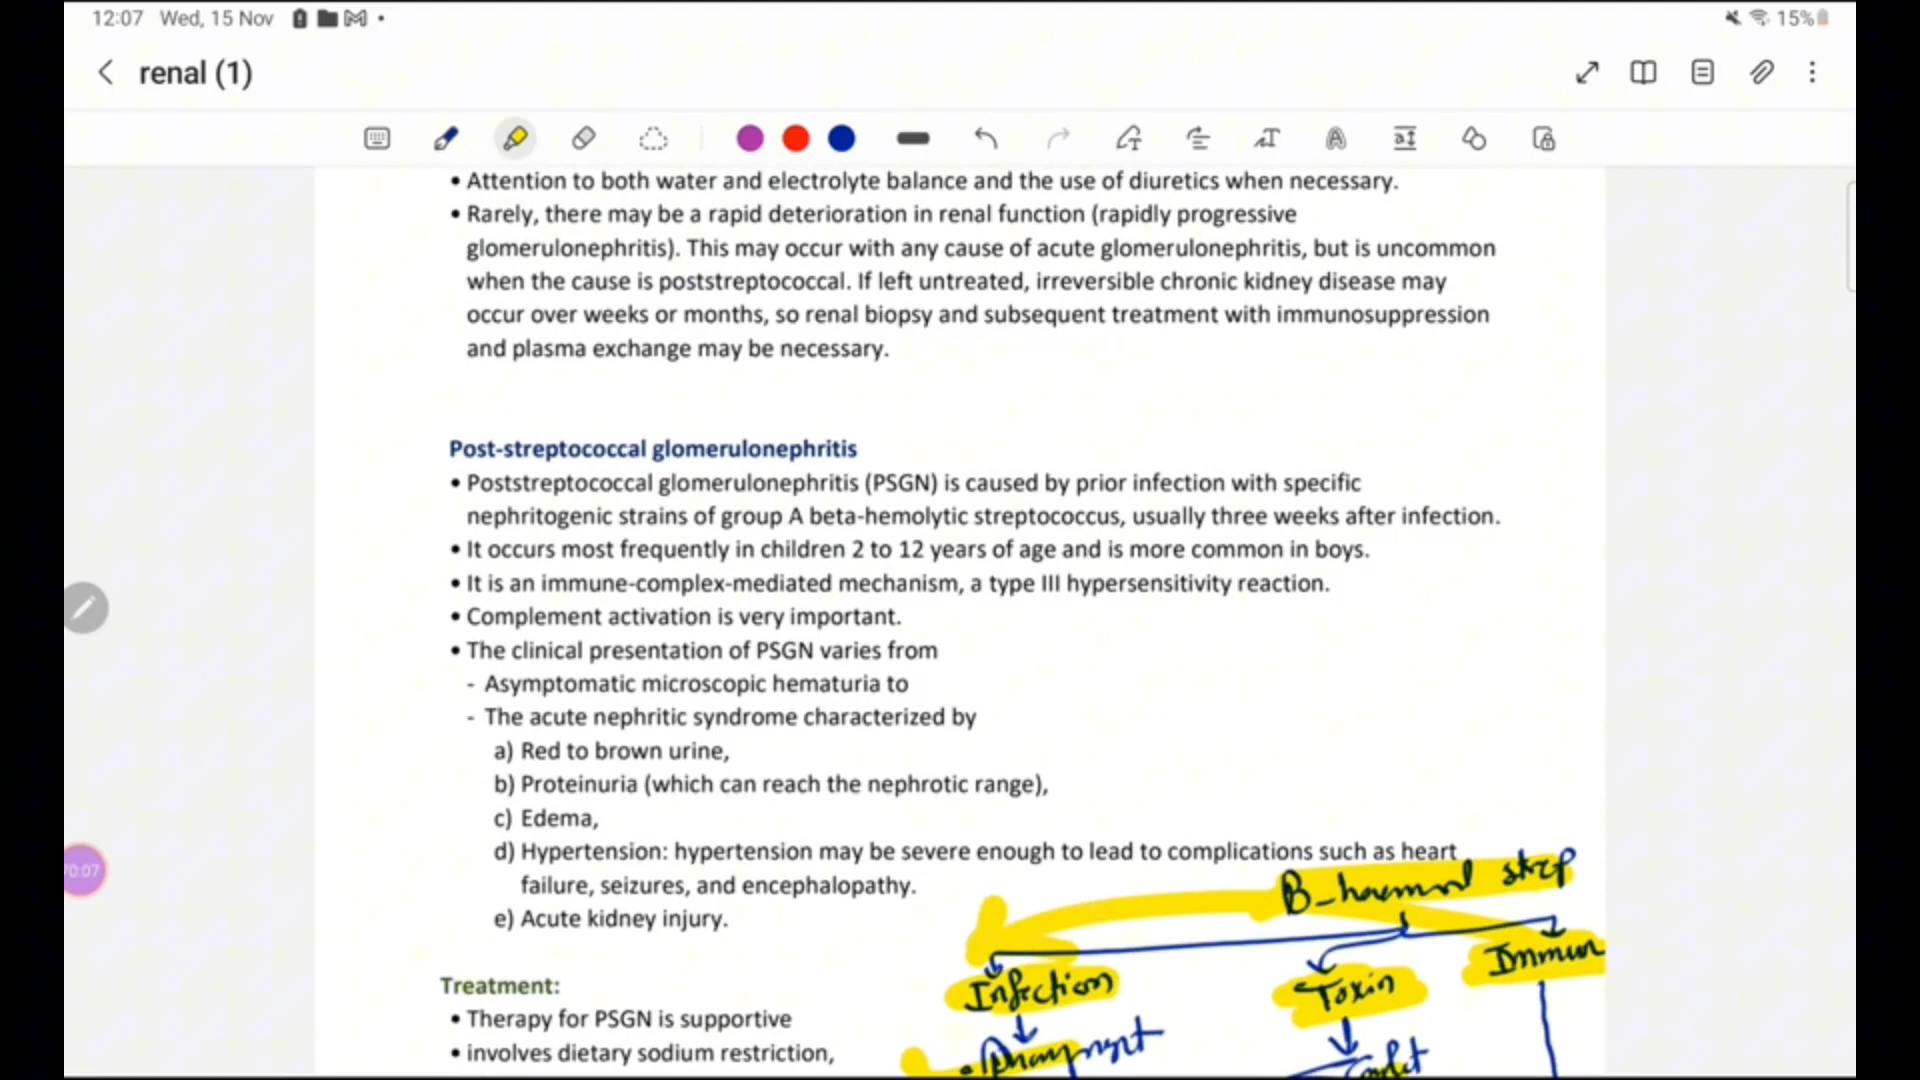 12:07 Wed, 15 Nov
15%
renal (1)
• Attention to both water and electrolyte balance and the use of diuretics when necessary.
• Rarely, there may be a rapid deterioration in renal function (rapidly progressive
glomerulonephritis). This may occur with any cause of acute glomerulonephritis, but is uncommon
when the cause is poststreptococcal. If left untreated, irreversible chronic kidney disease may
occur over weeks or months, so renal biopsy and subsequent treatment with immunosuppression
and plasma exchange may be necessary.
Post-streptococcal glomerulonephritis
• Poststreptococcal glomerulonephritis (PSGN) is caused by prior infection with specific
nephritogenic strains of group A beta-hemolytic streptococcus, usually three weeks after infection.
• It occurs most frequently in children 2 to 12 years of age and is more common in boys.
• It is an immune-complex-mediated mechanism, a type III hypersensitivity reaction.
• Complement activation is very important.
• The clinical presentation of PSGN varies from
- Asymptomatic microscopic hematuria to
- The acute nephritic syndrome characterized by
a) Red to brown urine,
b) Proteinuria (which can reach the nephrotic range),
c) Edema,
d) Hypertension: hypertension may be severe enough to lead to complications such as heart
failure, seizures, and encephalopathy.
e) Acute kidney injury.
70:07
B_ strep
Immun
Infection
Toxin
Treatment:
• Therapy for PSGN is supportive
• involves dietary sodium restriction,